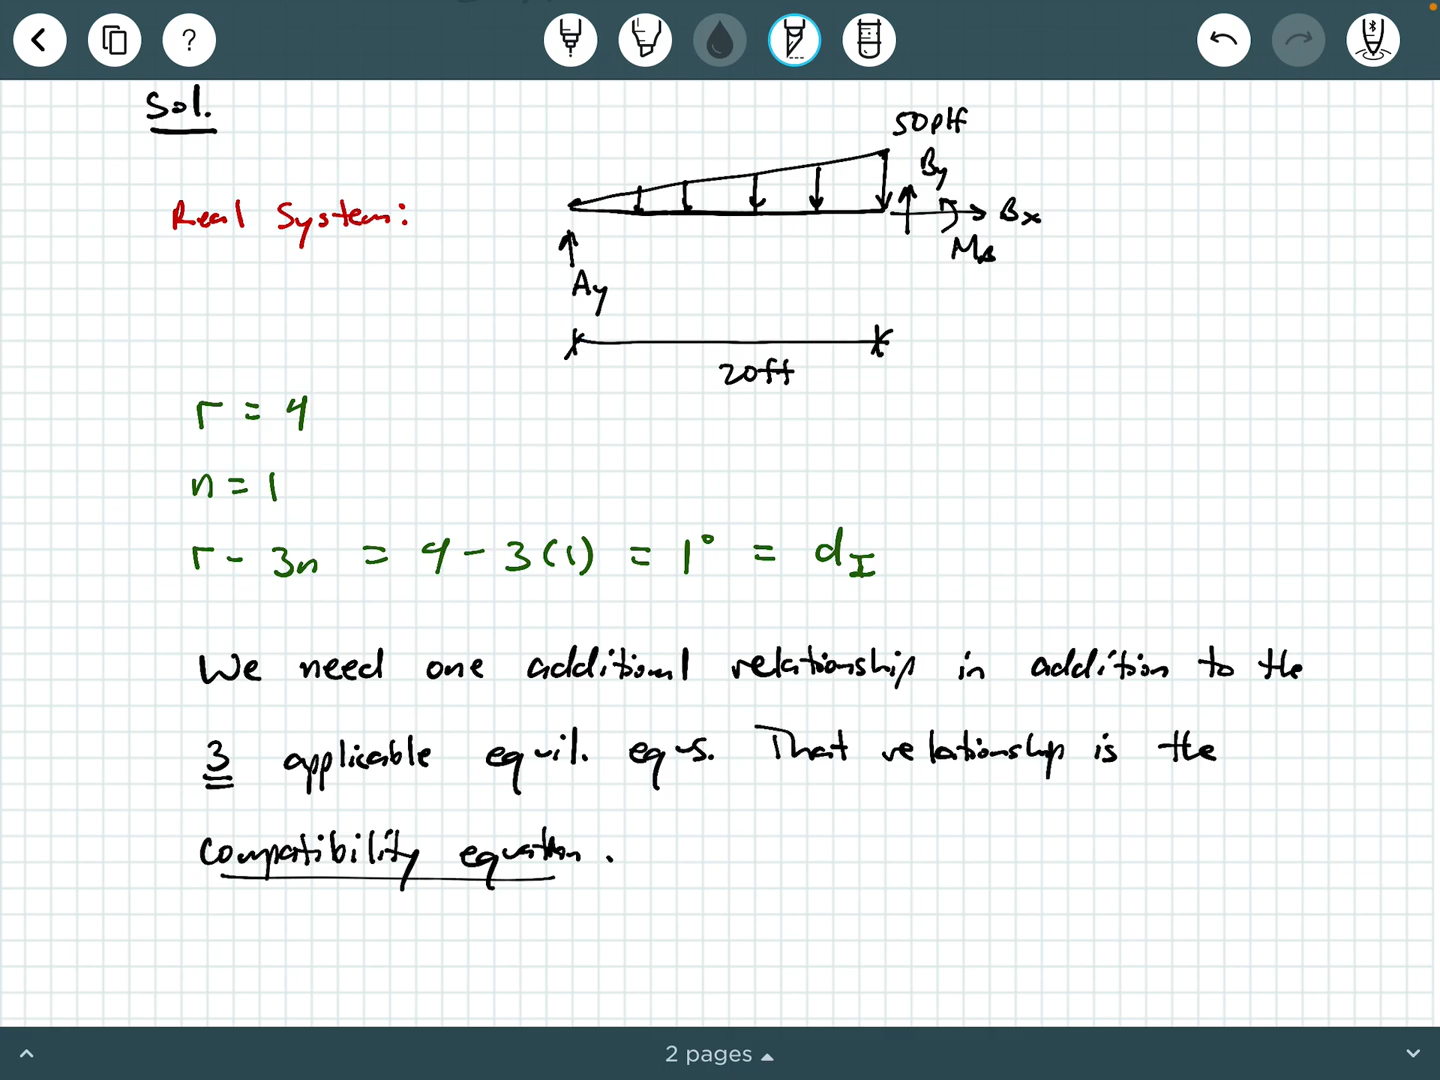 ?
Sol.
50plf
By
Real System:
Bx
MB
Ay
20ft
r = 4
n = 1
r - 3n = 4 - 3(1) = 1° = dI
We need one additional relationship in addition to the
3 applicable equil. eqns. That relationship is the
compatibility equation.
2 pages